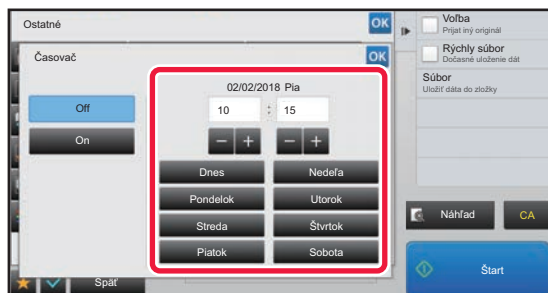 Ostatné
OK
Časovač
OK
Off
On
02/02/2018 Pia
10 : 15
Dnes
Nedeľa
Pondelok
Utorok
Streda
Štvrtok
Piatok
Sobota
Späť
Voľba
Prijat iný originál
Rýchly súbor
Dočasné uloženie dát
Súbor
Uložiť dáta do zložky
Náhľad
CA
Štart